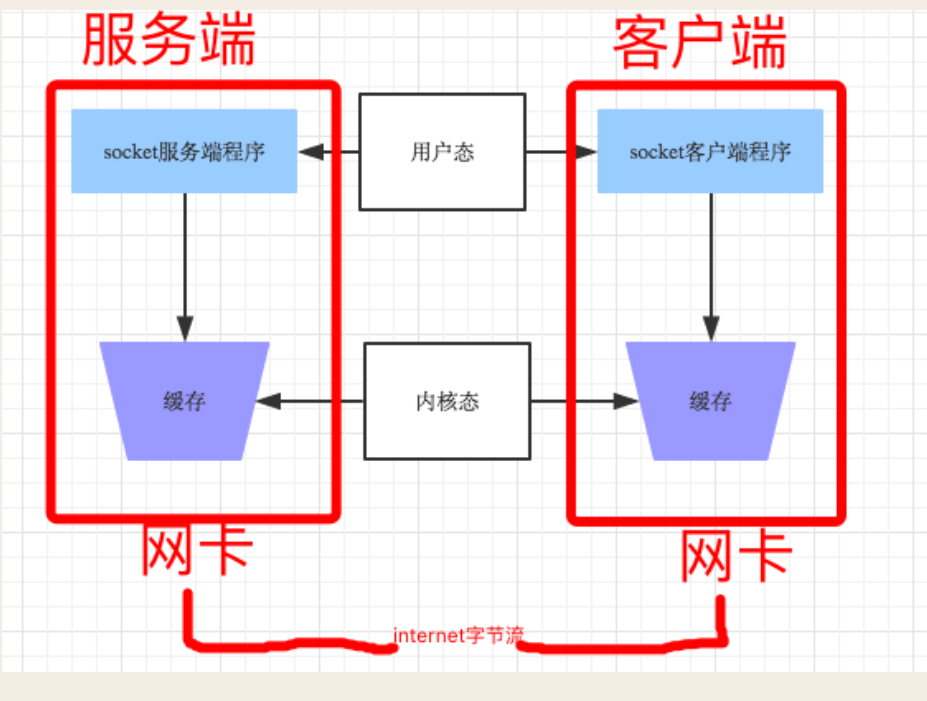 服务端
客户端
socket服务端程序
用户态
socket客户端程序
缓存
内核态
缓存
网卡
网卡
internet字节流